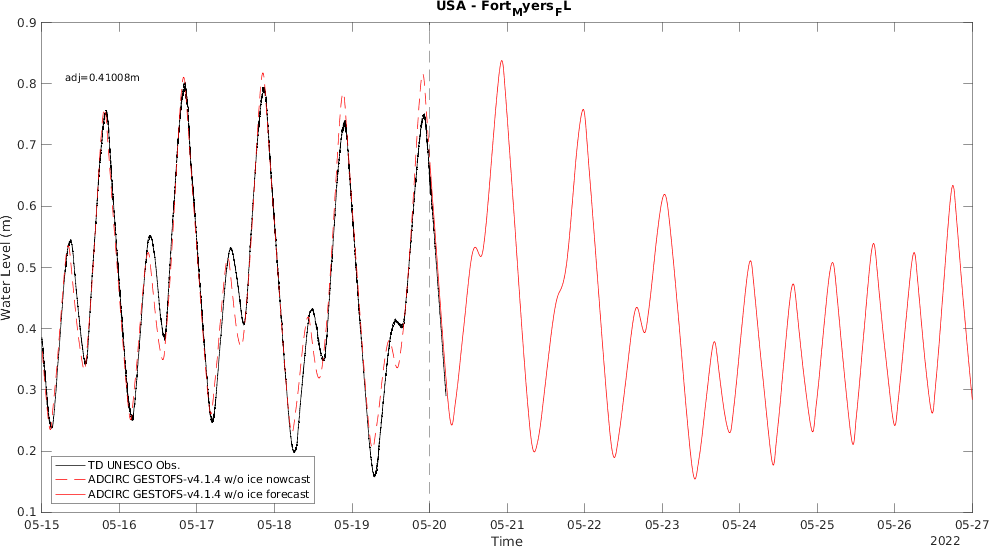 USA - Fort_Myers_FL
0.9
adj=0.41008m
0.8
0.7
0.6
0.5
0.4
0.3
0.2
0.1
Water Level (m)
TD UNESCO Obs.
ADCIRC GESTOFS-v4.1.4 w/o ice nowcast
ADCIRC GESTOFS-v4.1.4 w/o ice forecast
05-15 05-16 05-17 05-18 05-19 05-20 05-21 05-22 05-23 05-24 05-25 05-26 05-27
Time
2022